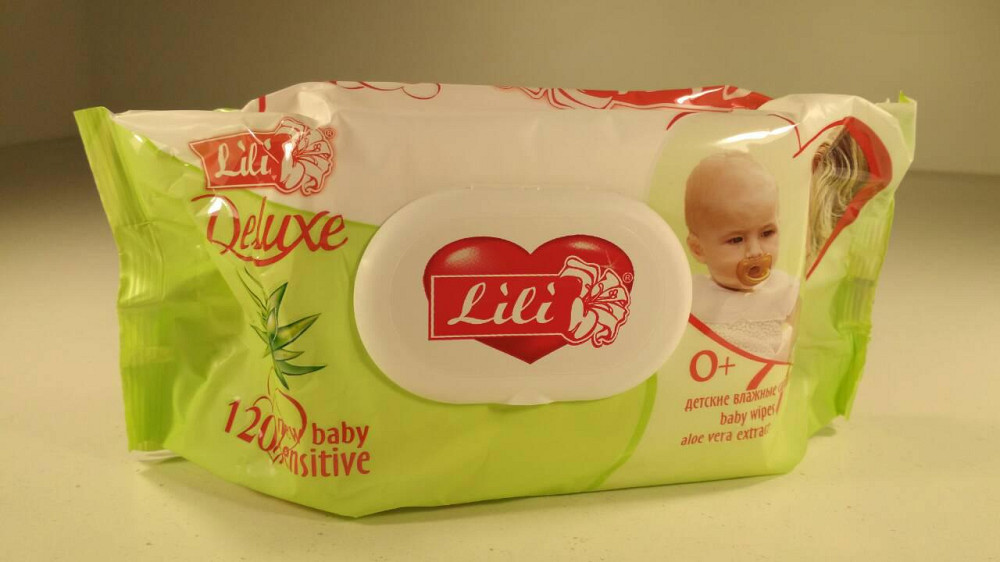 Lili ®
Deluxe
120
baby
sensitive
Lili ®
0+
детские влажные
baby wipes
aloe vera extract